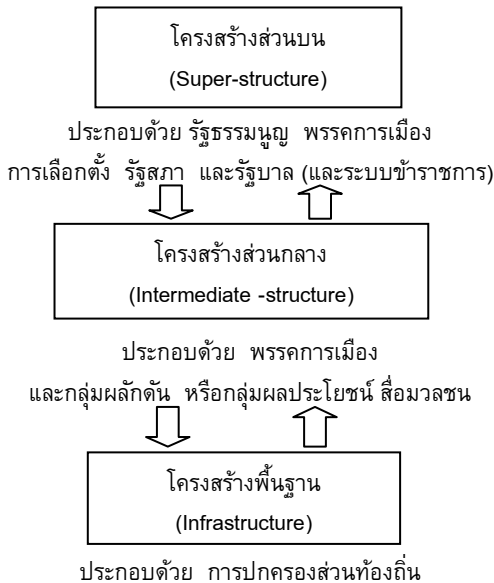 โครงสร้างส่วนบน
(Super-structure)
ประกอบด้วย รัฐธรรมนูญ พรรคการเมือง
การเลือกตั้ง รัฐสภา และรัฐบาล (และระบบข้าราชการ)
โครงสร้างส่วนกลาง
(Intermediate -structure)
ประกอบด้วย พรรคการเมือง
และกลุ่มผลักดัน หรือกลุ่มผลประโยชน์ สื่อมวลชน
โครงสร้างพื้นฐาน
(Infrastructure)
ประกอบด้วย การปกครองส่วนท้องถิ่น